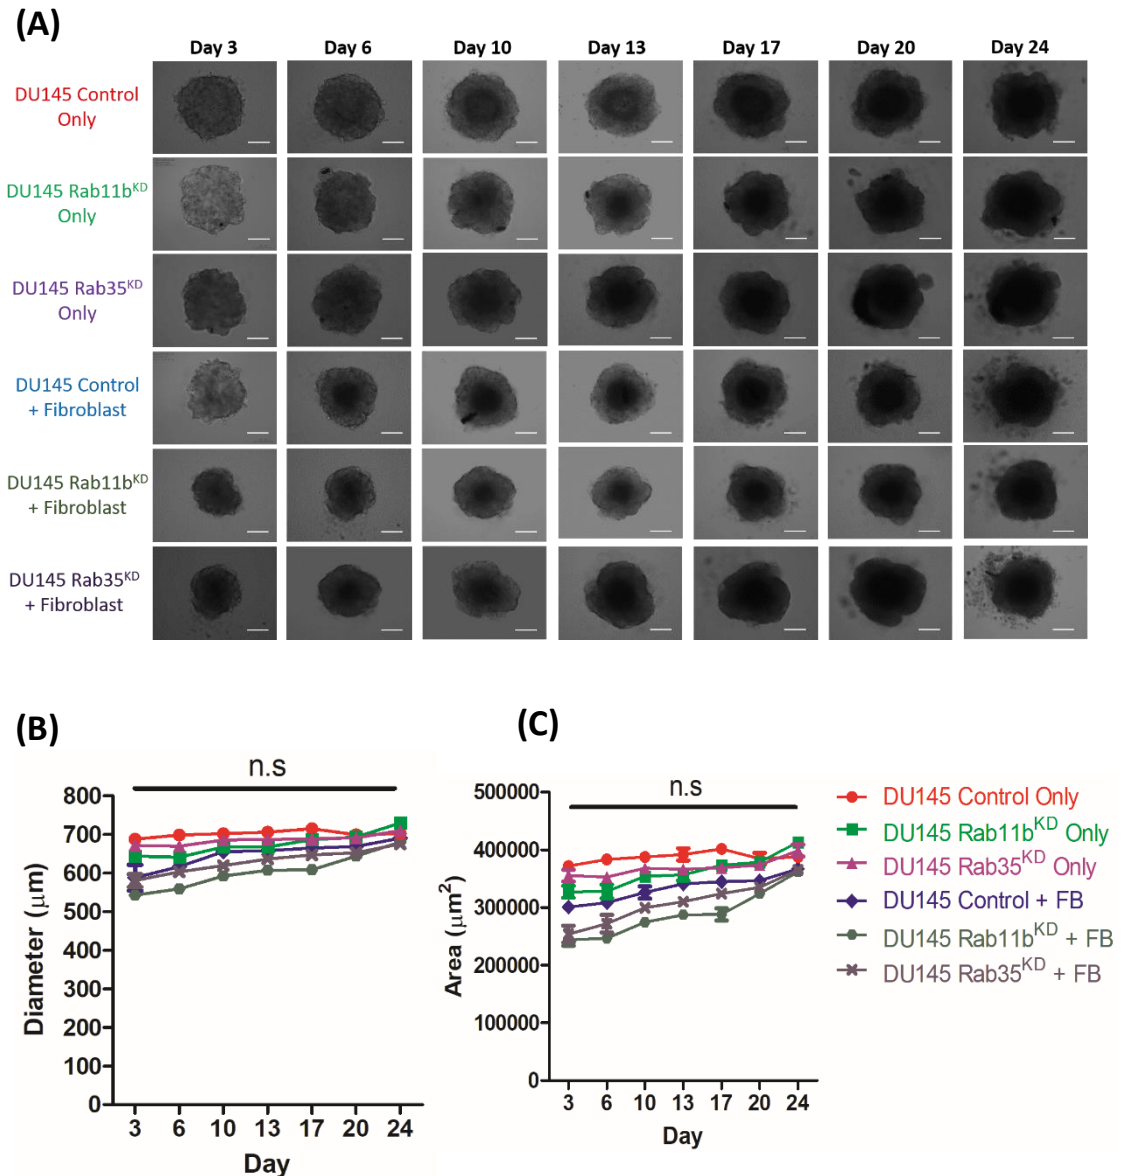 (A)
Day 3 Day 6 Day 10 Day 13 Day 17 Day 20 Day 24
DU145 Control
Only
DU145 Rab11bᴷᴰ
Only
DU145 Rab35ᴷᴰ
Only
DU145 Control
+ Fibroblast
DU145 Rab11bᴷᴰ
+ Fibroblast
DU145 Rab35ᴷᴰ
+ Fibroblast
(B)
n.s
Diameter (μm)
800
700
600
500
400
300
200
100
0
3 6 10 13 17 20 24
Day
(C)
n.s
Area (μm²)
500000
400000
300000
200000
100000
0
3 6 10 13 17 20 24
Day
DU145 Control Only
DU145 Rab11bᴷᴰ Only
DU145 Rab35ᴷᴰ Only
DU145 Control + FB
DU145 Rab11bᴷᴰ + FB
DU145 Rab35ᴷᴰ + FB